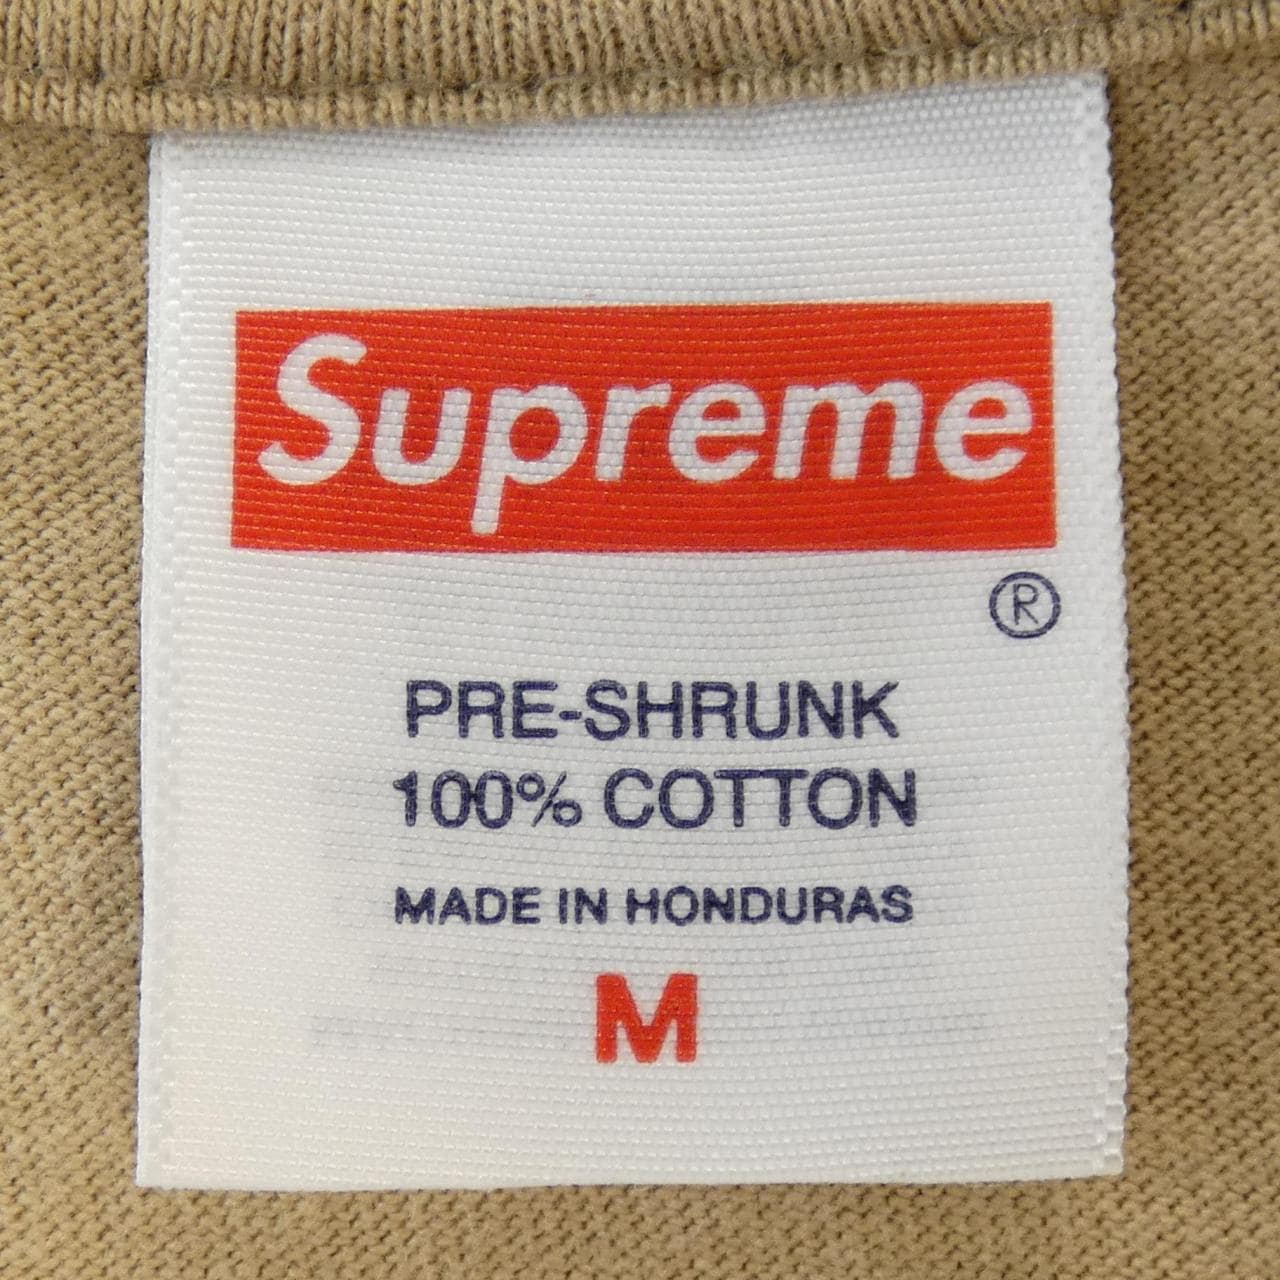 Supreme
®
PRE-SHRUNK
100% COTTON
MADE IN HONDURAS
M